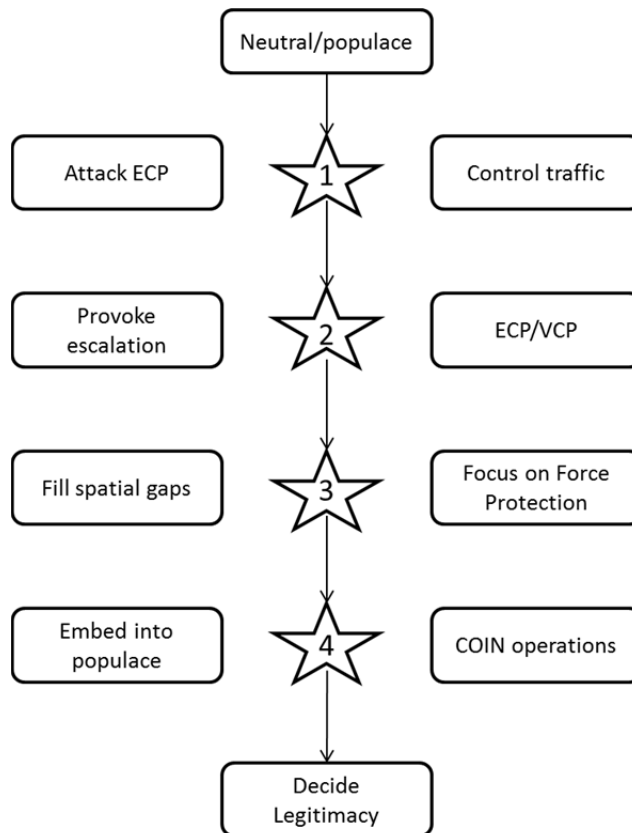 Neutral/populace
Attack ECP
1
Control traffic
Provoke
escalation
2
ECP/VCP
Fill spatial gaps
3
Focus on Force
Protection
Embed into
populace
4
COIN operations
Decide
Legitimacy